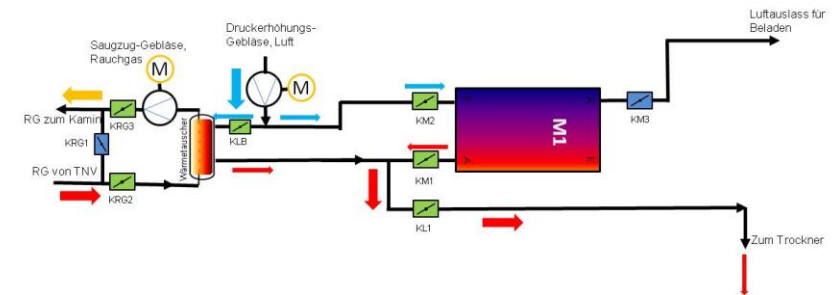 Luftauslass für
Beladen
Druckerhöhungs-
Gebläse, Luft
Saugzug-Gebläse,
Rauchgas
M
M
RG zum Kamin
KRG3
KRG1
KLB
KM2
KM3
M1
Wärmetauscher
RG von TNV
KRG2
KM1
KL1
Zum Trockner